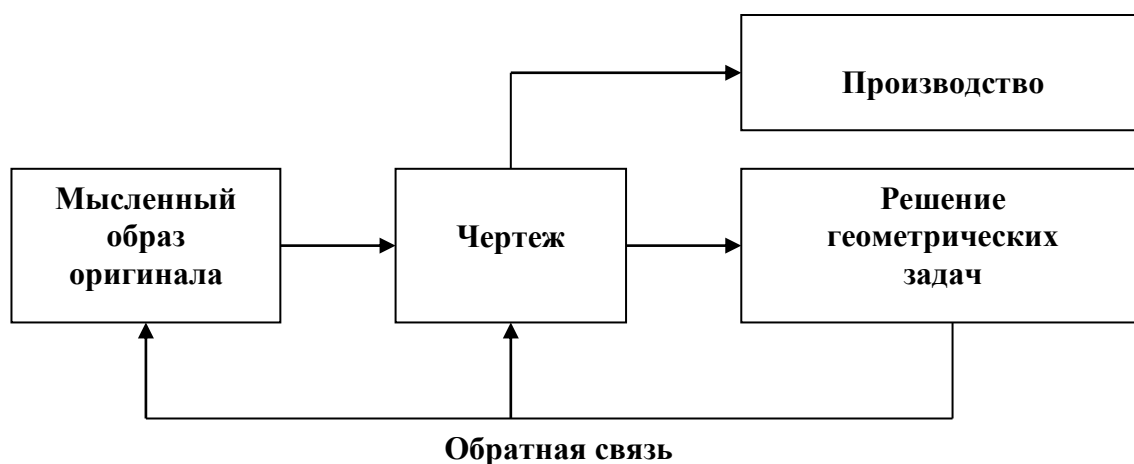 Производство
Мысленный
образ
оригинала
Чертеж
Решение
геометрических
задач
Обратная связь